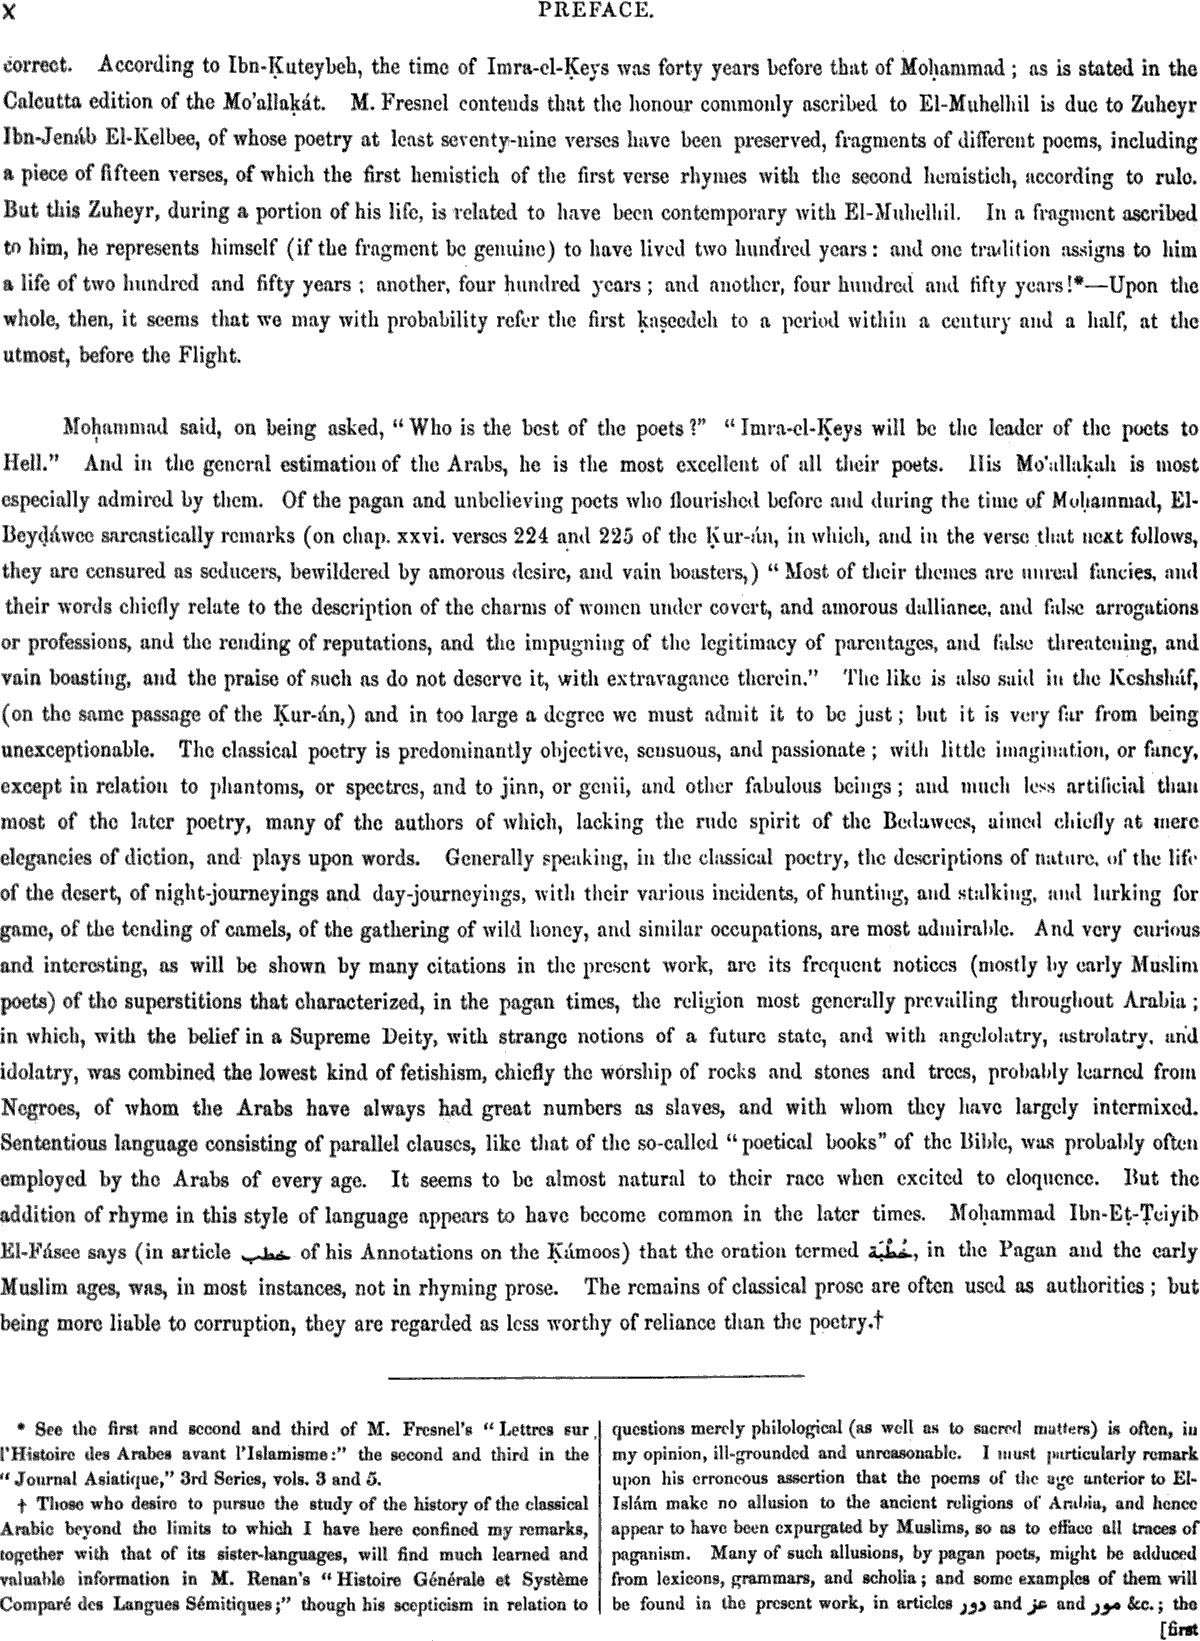 X
PREFACE.
correct. According to Ibn-Ḳuteybeh, the time of Imra-el-Ḳeys was forty years before that of Moḥammad ; as is stated in the
Calcutta edition of the Mo’allaḳát. M. Fresnel contends that the honour commonly ascribed to El-Muhelhil is due to Zuheyr
Ibn-Jenáb El-Kelbee, of whose poetry at least seventy-nine verses have been preserved, fragments of different poems, including
a piece of fifteen verses, of which the first hemistich of the first verse rhymes with the second hemistich, according to rule.
But this Zuheyr, during a portion of his life, is related to have been contemporary with El-Muhelhil. In a fragment ascribed
to him, he represents himself (if the fragment be genuine) to have lived two hundred years : and one tradition assigns to him
a life of two hundred and fifty years ; another, four hundred years ; and another, four hundred and fifty years!*—Upon the
whole, then, it seems that we may with probability refer the first ḳaṣeedeh to a period within a century and a half, at the
utmost, before the Flight.
Moḥammad said, on being asked, “ Who is the best of the poets ?” “ Imra-el-Ḳeys will be the leader of the poets to
Hell.” And in the general estimation of the Arabs, he is the most excellent of all their poets. His Mo’allaḳah is most
especially admired by them. Of the pagan and unbelieving poets who flourished before and during the time of Moḥammad, El-
Beyḍáwee sarcastically remarks (on chap. xxvi. verses 224 and 225 of the Ḳur-án, in which, and in the verse that next follows,
they are censured as seducers, bewildered by amorous desire, and vain boasters,) “ Most of their themes are unreal fancies, and
their words chiefly relate to the description of the charms of women under covert, and amorous dalliance, and false arrogations
or professions, and the rending of reputations, and the impugning of the legitimacy of parentages, and false threatening, and
vain boasting, and the praise of such as do not deserve it, with extravagance therein.” The like is also said in the Keshsháf,
(on the same passage of the Ḳur-án,) and in too large a degree we must admit it to be just ; but it is very far from being
unexceptionable. The classical poetry is predominantly objective, sensuous, and passionate ; with little imagination, or fancy,
except in relation to phantoms, or spectres, and to jinn, or genii, and other fabulous beings ; and much less artificial than
most of the later poetry, many of the authors of which, lacking the rude spirit of the Bedawees, aimed chiefly at mere
elegancies of diction, and plays upon words. Generally speaking, in the classical poetry, the descriptions of nature, of the life
of the desert, of night-journeyings and day-journeyings, with their various incidents, of hunting, and stalking, and lurking for
game, of the tending of camels, of the gathering of wild honey, and similar occupations, are most admirable. And very curious
and interesting, as will be shown by many citations in the present work, are its frequent notices (mostly by early Muslim
poets) of the superstitions that characterized, in the pagan times, the religion most generally prevailing throughout Arabia ;
in which, with the belief in a Supreme Deity, with strange notions of a future state, and with angelolatry, astrolatry, and
idolatry, was combined the lowest kind of fetishism, chiefly the worship of rocks and stones and trees, probably learned from
Negroes, of whom the Arabs have always had great numbers as slaves, and with whom they have largely intermixed.
Sententious language consisting of parallel clauses, like that of the so-called “ poetical books” of the Bible, was probably often
employed by the Arabs of every age. It seems to be almost natural to their race when excited to eloquence. But the
addition of rhyme in this style of language appears to have become common in the later times. Moḥammad Ibn-Eṭ-Ṭeiyib
El-Fásee says (in article خطب of his Annotations on the Ḳámoos) that the oration termed خُطْبَة, in the Pagan and the early
Muslim ages, was, in most instances, not in rhyming prose. The remains of classical prose are often used as authorities ; but
being more liable to corruption, they are regarded as less worthy of reliance than the poetry.†
* See the first and second and third of M. Fresnel’s “ Lettres sur
l’Histoire des Arabes avant l’Islamisme :” the second and third in the
“ Journal Asiatique,” 3rd Series, vols. 3 and 5.
† Those who desire to pursue the study of the history of the classical
Arabic beyond the limits to which I have here confined my remarks,
together with that of its sister-languages, will find much learned and
valuable information in M. Renan’s “ Histoire Générale et Système
Comparé des Langues Sémitiques ;” though his scepticism in relation to
questions merely philological (as well as to sacred matters) is often, in
my opinion, ill-grounded and unreasonable. I must particularly remark
upon his erroneous assertion that the poems of the age anterior to El-
Islám make no allusion to the ancient religions of Arabia, and hence
appear to have been expurgated by Muslims, so as to efface all traces of
paganism. Many of such allusions, by pagan poets, might be adduced
from lexicons, grammars, and scholia ; and some examples of them will
be found in the present work, in articles دور and عز and مور &c. ; the
[first